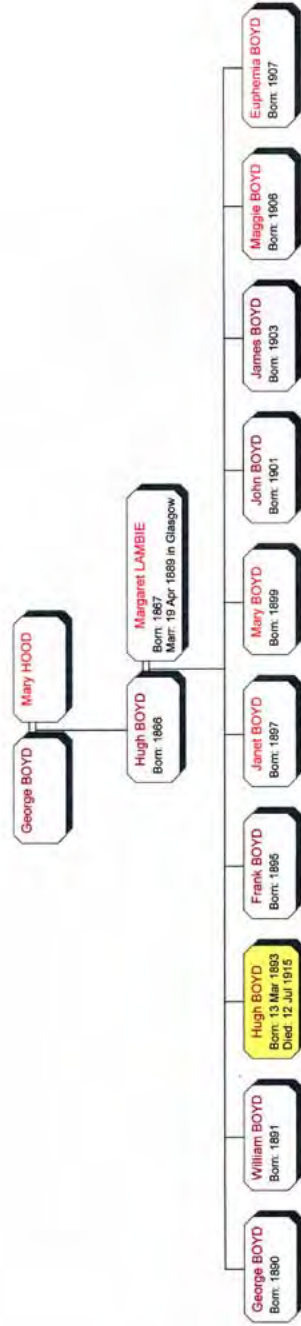 George BOYD
Mary HOOD
Hugh BOYD
Born: 1866
Margaret LAMBIE
Born: 1867
Marr: 19 Apr 1889 in Glasgow
George BOYD
Born: 1890
William BOYD
Born: 1891
Hugh BOYD
Born: 13 Mar 1893
Died: 12 Jul 1915
Frank BOYD
Born: 1895
Janet BOYD
Born: 1897
Mary BOYD
Born: 1899
John BOYD
Born: 1901
James BOYD
Born: 1903
Maggie BOYD
Born: 1906
Euphemia BOYD
Born: 1907